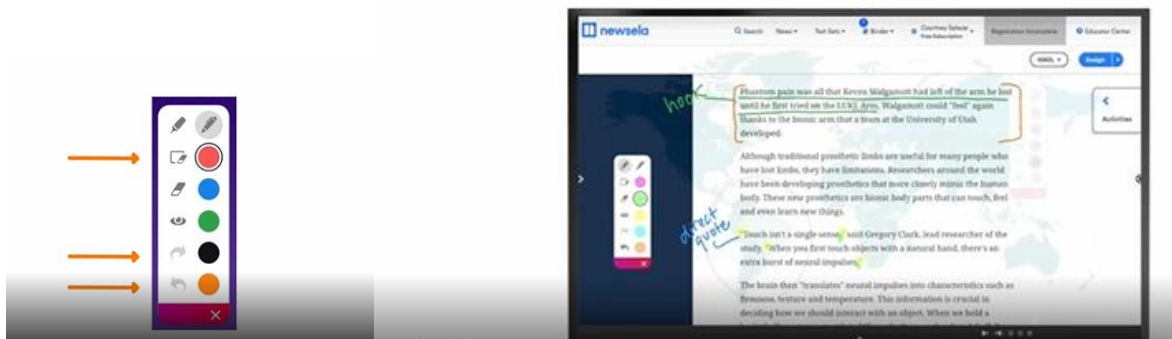 newsela
Search News Text Sets Binder Courtney Salazar
Free Subscription
Registration Incomplete Educator Center
Assign
Activities
hook
Phantom pain was all that Keven Walgamott had left of the arm he lost
until he first tried on the LUKE Arm. Walgamott could "feel" again
thanks to the bionic arm that a team at the University of Utah
developed.
Although traditional prosthetic limbs are useful for many people who
have lost limbs, they have limitations. Researchers around the world
have been developing prosthetics that more closely mimic the human
body. These new prosthetics are bionic body parts that can touch, feel
and even learn new things.
direct
quote
"Touch isn't a single sense," said Gregory Clark, lead researcher of the
study. "When you first touch objects with a natural hand, there's an
extra burst of neural impulses."
The brain then "translates" neural impulses into characteristics such as
firmness, texture and temperature. This information is crucial in
deciding how we should interact with an object. When we hold a